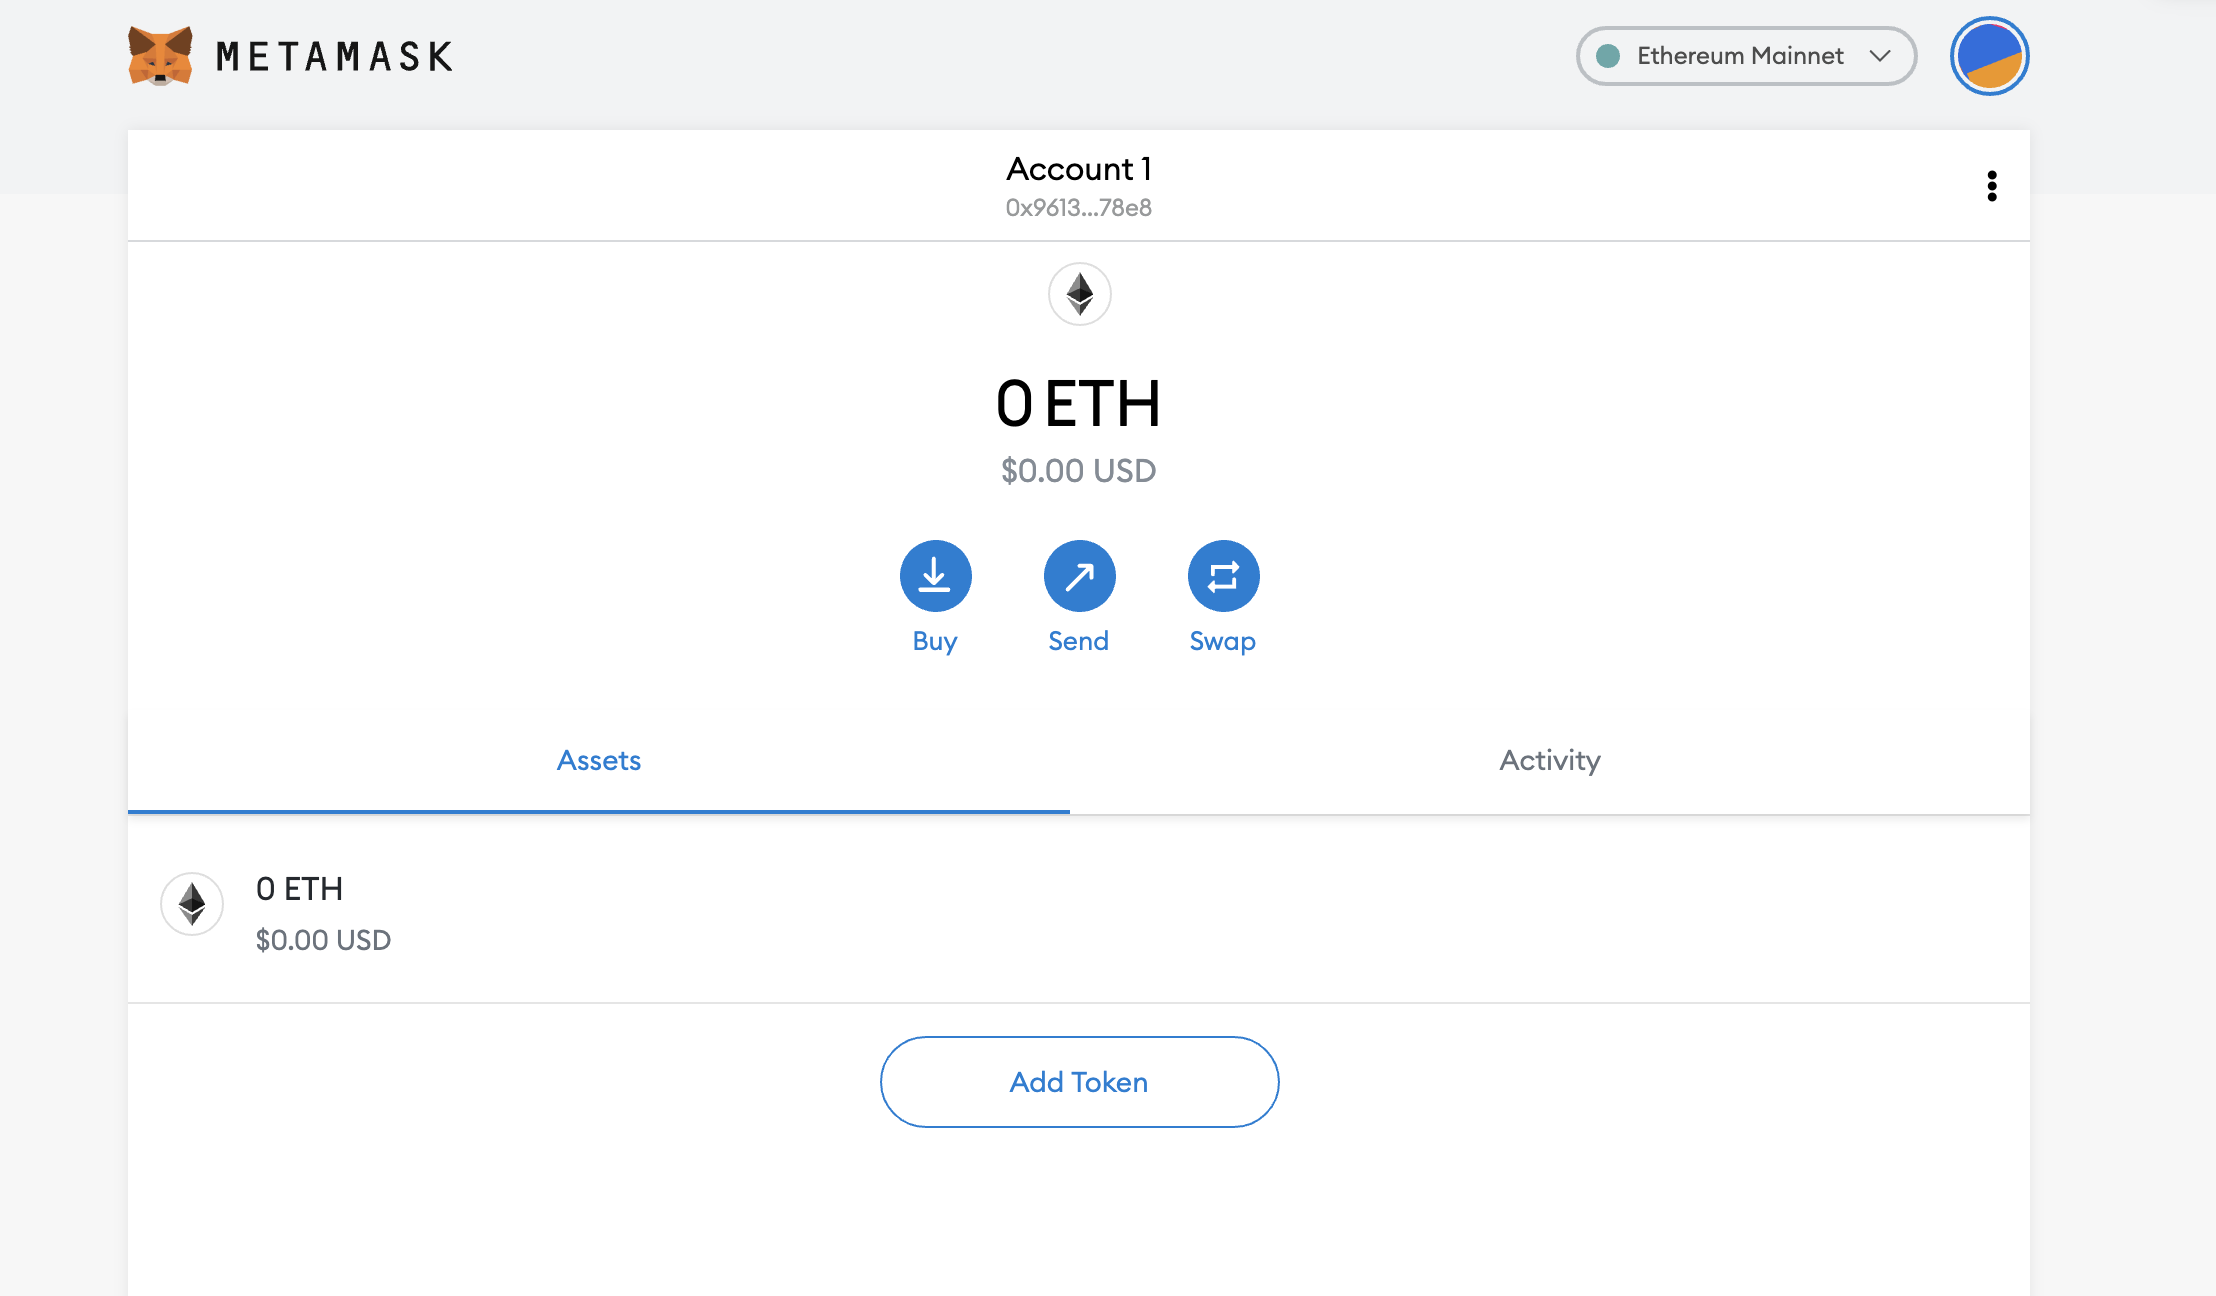 METAMASK
Ethereum Mainnet
Account 1
0x9613...78e8
0 ETH
$0.00 USD
Buy
Send
Swap
Assets
Activity
0 ETH
$0.00 USD
Add Token